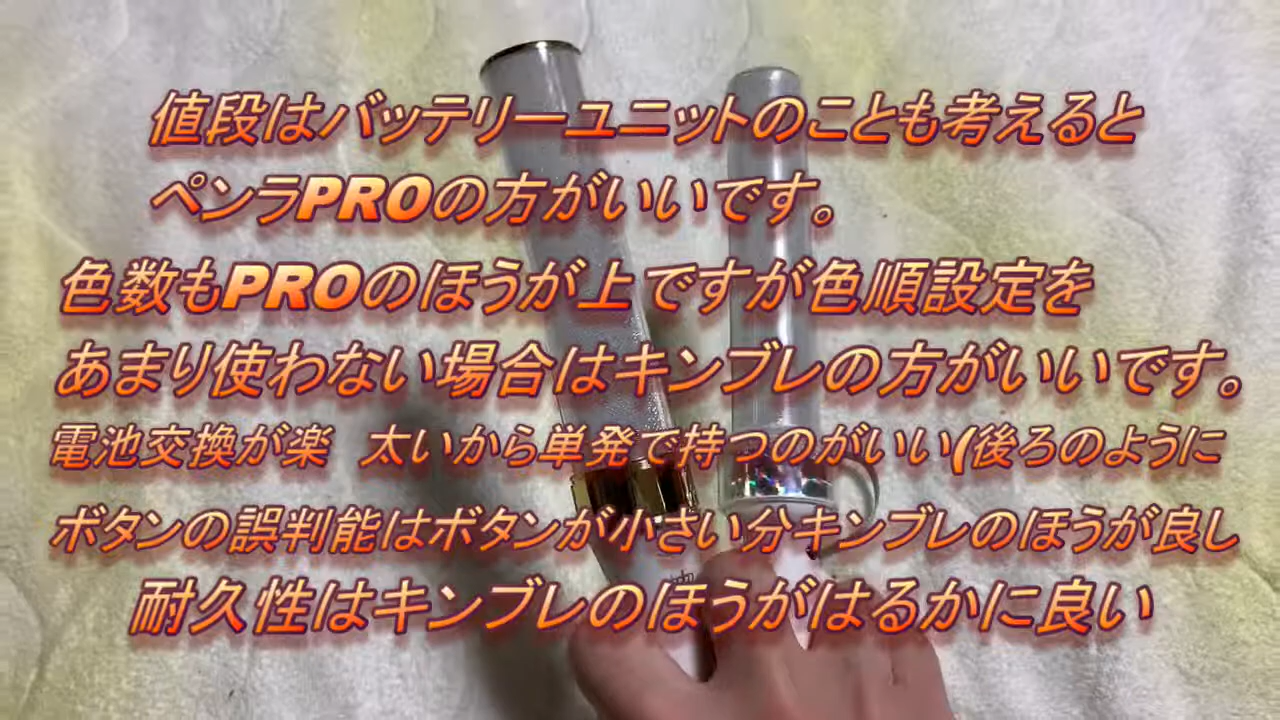 値段はバッテリーユニットのことも考えると
ペンラPROの方がいいです。
色数もPROのほうが上ですが色順設定を
あまり使わない場合はキンブレの方がいいです。
電池交換が楽 太いから単発で持つのがいい(後ろのように
ボタンの誤判能はボタンが小さい分キンブレのほうが良し
耐久性はキンブレのほうがはるかに良い